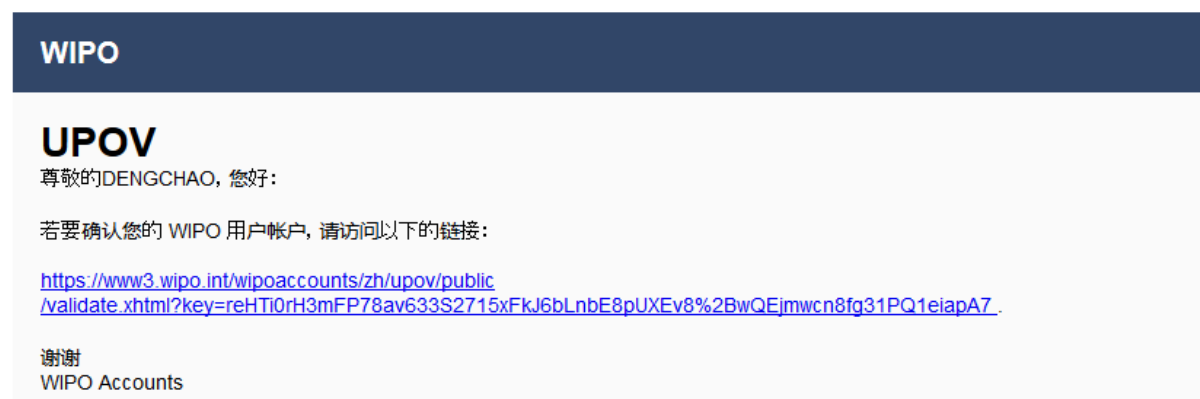 WIPO
UPOV
尊敬的DENGCHAO, 您好：
若要确认您的 WIPO 用户帐户, 请访问以下的链接：
https://www3.wipo.int/wipoaccounts/zh/upov/public
/validate.xhtml?key=reHTi0rH3mFP78av633S2715xFkJ6bLnbE8pUXEv8%2BwQEjmwcn8fg31PQ1eiapA7 .
谢谢
WIPO Accounts